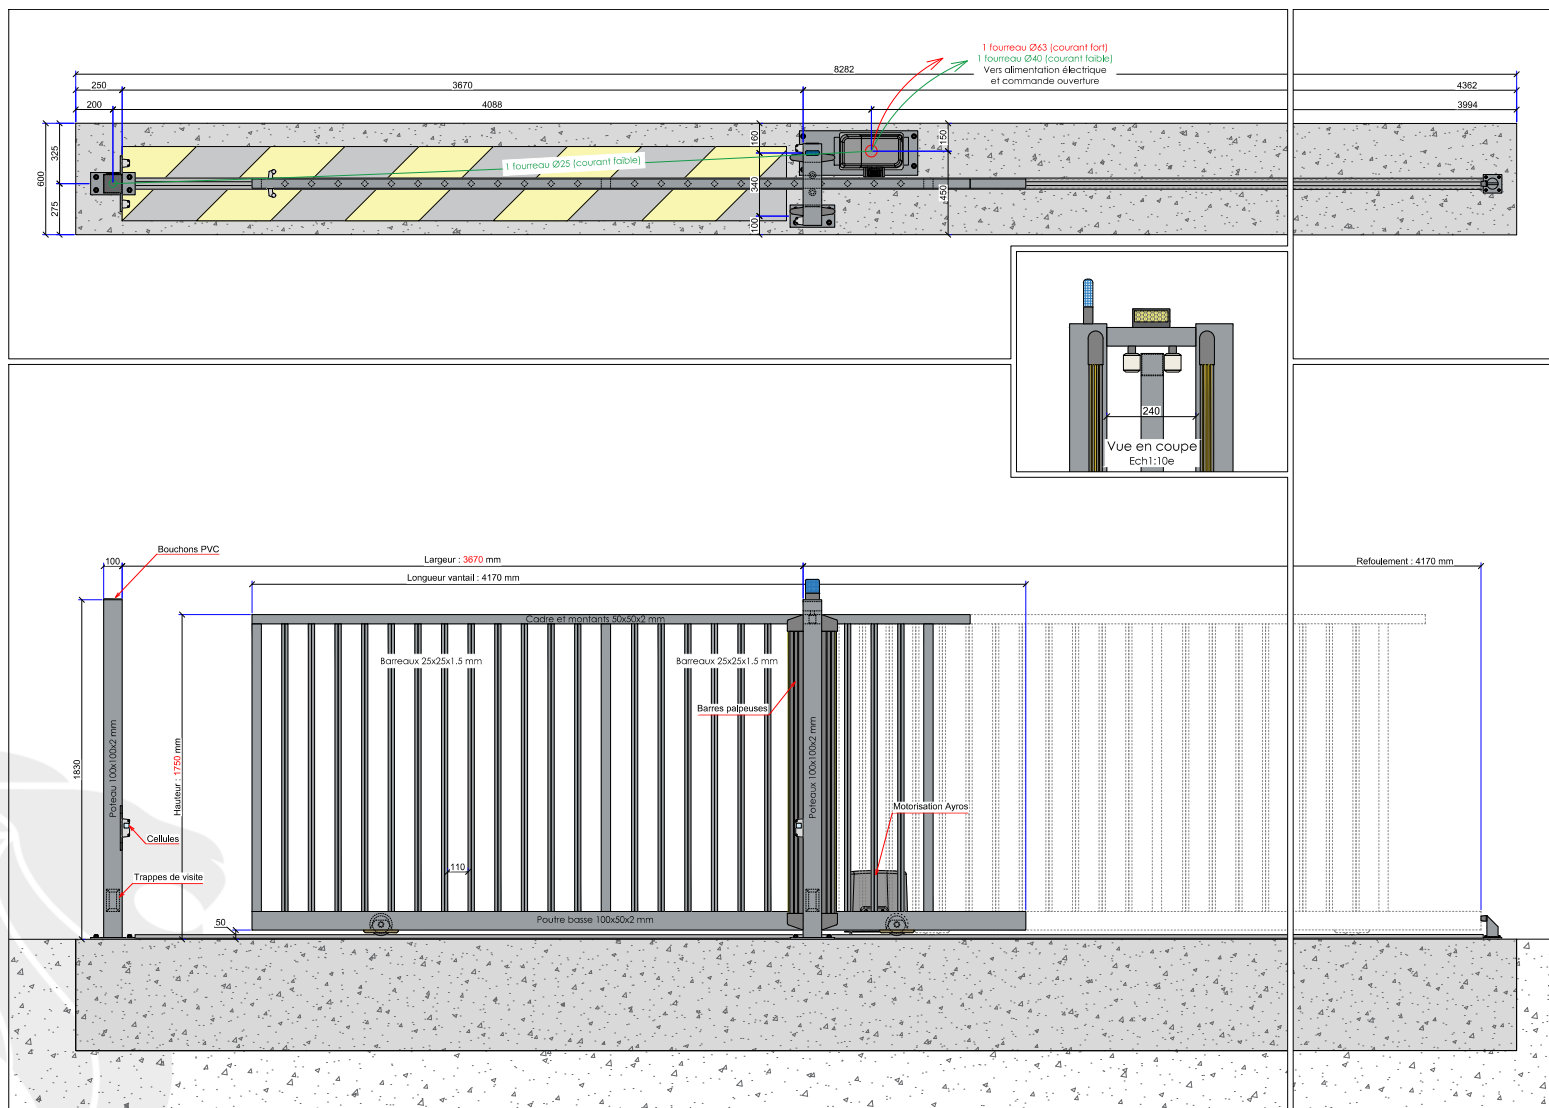 1 fourreau Ø63 (courant fort)
1 fourreau Ø40 (courant faible)
Vers alimentation électrique
et commande ouverture
8282
250
3670
4362
200
4088
3994
600
325
275
1 fourreau Ø25 (courant faible)
160
340
100
150
450
240
Vue en coupe
Ech1:10e
Bouchons PVC
100
Largeur : 3670 mm
Refoulement : 4170 mm
Longueur vantail : 4170 mm
Cadre et montants 50x50x2 mm
Barreaux 25x25x1.5 mm
Barreaux 25x25x1.5 mm
Barres palpeuses
1830
Poteau 100x100x2 mm
Hauteur : 1750 mm
Poteaux 100x100x2 mm
Motorisation Ayros
Cellules
Trappes de visite
110
50
Poutre basse 100x50x2 mm